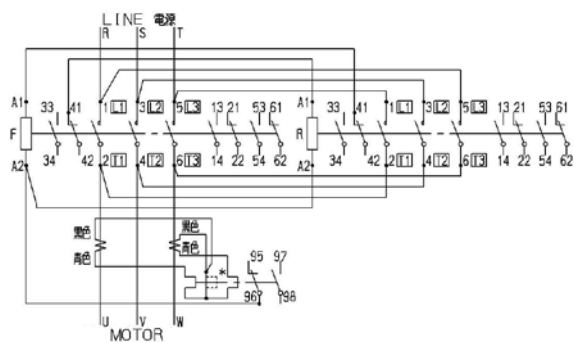 LINE 電源
R S T
A1 33 41 1 L1 3 L2 5 L3 13 21 53 61 A1 33 41 1 L1 3 L2 5 L3 13 21 53 61
F R
A2 34 42 2 T1 4 T2 6 T3 14 22 54 62 A2 34 42 2 T1 4 T2 6 T3 14 22 54 62
黑色 黑色
青色 青色
* 95 97
96 98
U V W
MOTOR